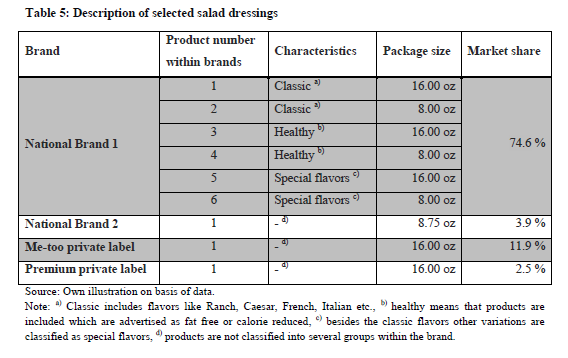 Table 5: Description of selected salad dressings
Brand Product number within brands Characteristics Package size Market share
National Brand 1 1 Classic a) 16.00 oz 74.6 %
2 Classic a) 8.00 oz
3 Healthy b) 16.00 oz
4 Healthy b) 8.00 oz
5 Special flavors c) 16.00 oz
6 Special flavors c) 8.00 oz
National Brand 2 1 - d) 8.75 oz 3.9 %
Me-too private label 1 - d) 16.00 oz 11.9 %
Premium private label 1 - d) 16.00 oz 2.5 %
Source: Own illustration on basis of data.
Note: a) Classic includes flavors like Ranch, Caesar, French, Italian etc., b) healthy means that products are
included which are advertised as fat free or calorie reduced, c) besides the classic flavors other variations are
classified as special flavors, d) products are not classified into several groups within the brand.